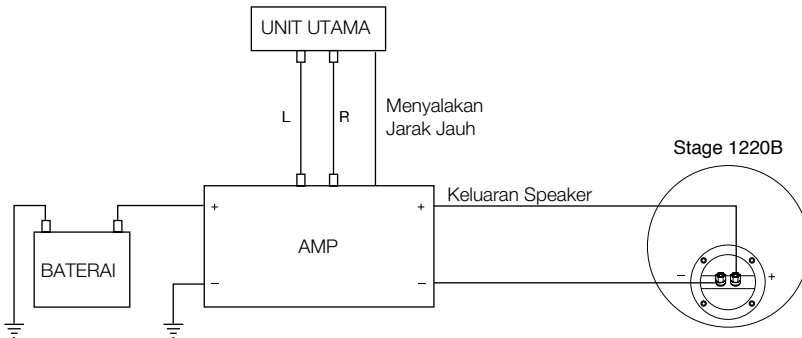 UNIT UTAMA
L
R
Menyalakan
Jarak Jauh
Stage 1220B
Keluaran Speaker
+
+
AMP
BATERAI
−
−
−
+